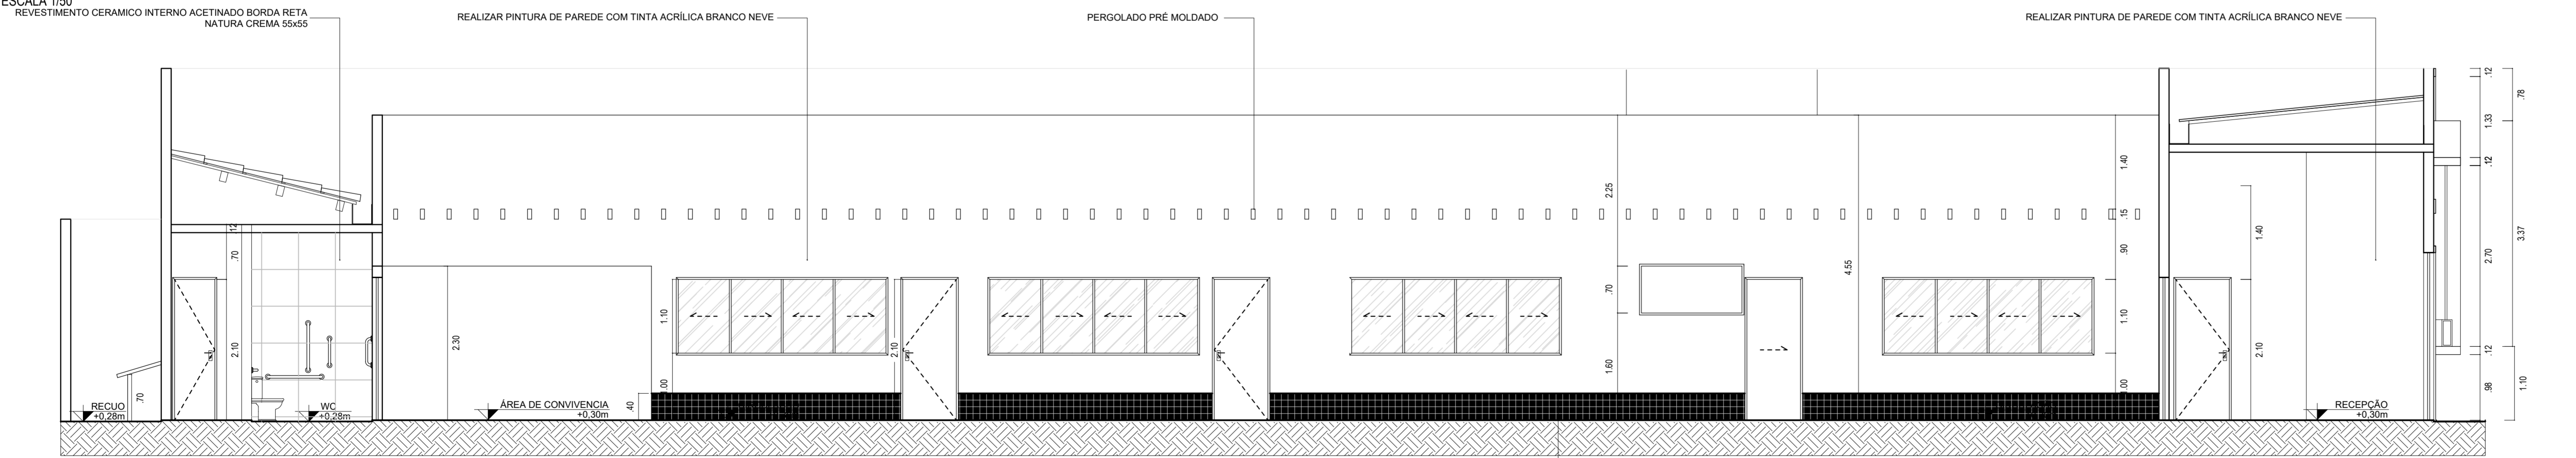 ESCALA 1/50
REVESTIMENTO CERAMICO INTERNO ACETINADO BORDA RETA
NATURA CREMA 55x55
REALIZAR PINTURA DE PAREDE COM TINTA ACRÍLICA BRANCO NEVE
PERGOLADO PRÉ MOLDADO
REALIZAR PINTURA DE PAREDE COM TINTA ACRÍLICA BRANCO NEVE
.12
.78
1.33
.12
1.40
2.25
.15
.90
4.55
1.40
2.70
3.37
.12
.70
2.30
1.10
2.10
.70
1.10
2.10
2.10
1.60
.12
.98
1.10
.70
.40
1.00
1.00
RECUO
+0,28m
WC
+0,28m
ÁREA DE CONVIVENCIA
+0,30m
RECEPÇÃO
+0,30m